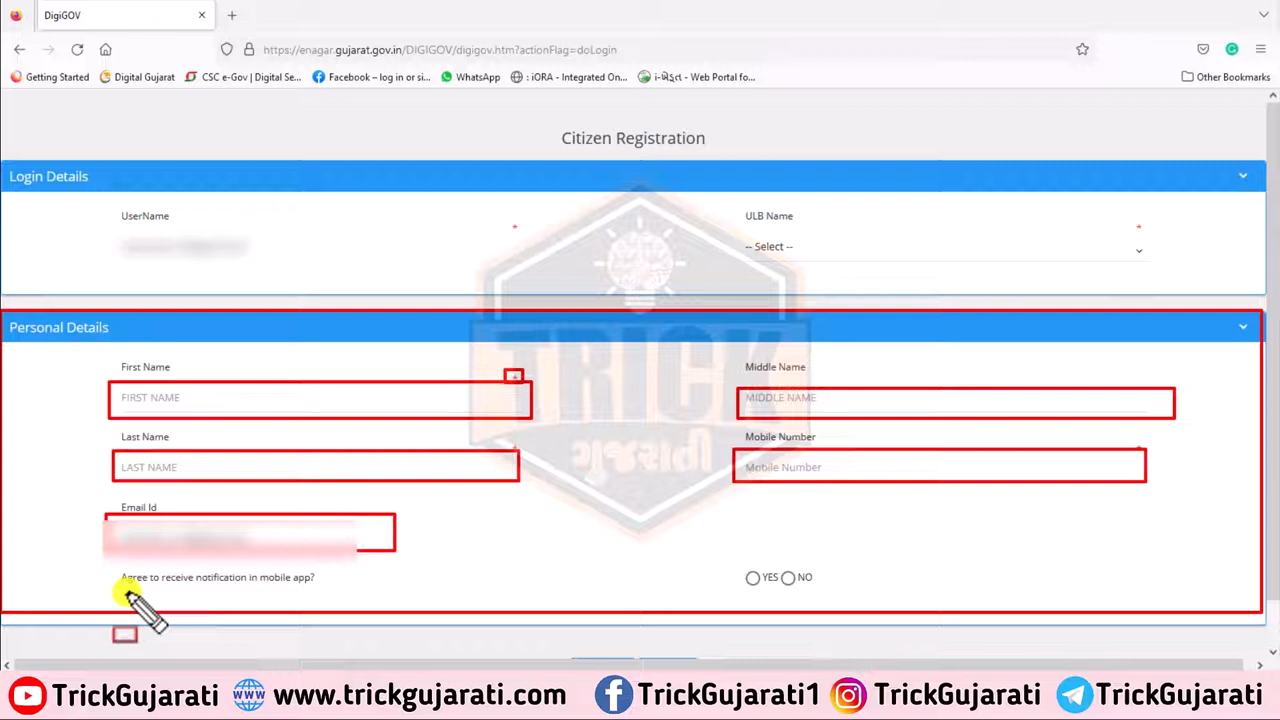 DigiGOV
https://enagar.gujarat.gov.in/DIGIGOV/digigov.htm?actionFlag=doLogin
Getting Started Digital Gujarat CSC e-Gov | Digital Se... Facebook – log in or si... WhatsApp : iORA - Integrated On... - Web Portal fo... Other Bookmarks
Citizen Registration
Login Details
UserName ULB Name
-- Select --
Personal Details
First Name Middle Name
FIRST NAME MIDDLE NAME
Last Name Mobile Number
LAST NAME Mobile Number
Email Id
Agree to receive notification in mobile app? YES NO
TRICK
ગુજરાતી
TrickGujarati www.trickgujarati.com TrickGujarati1 TrickGujarati TrickGujarati